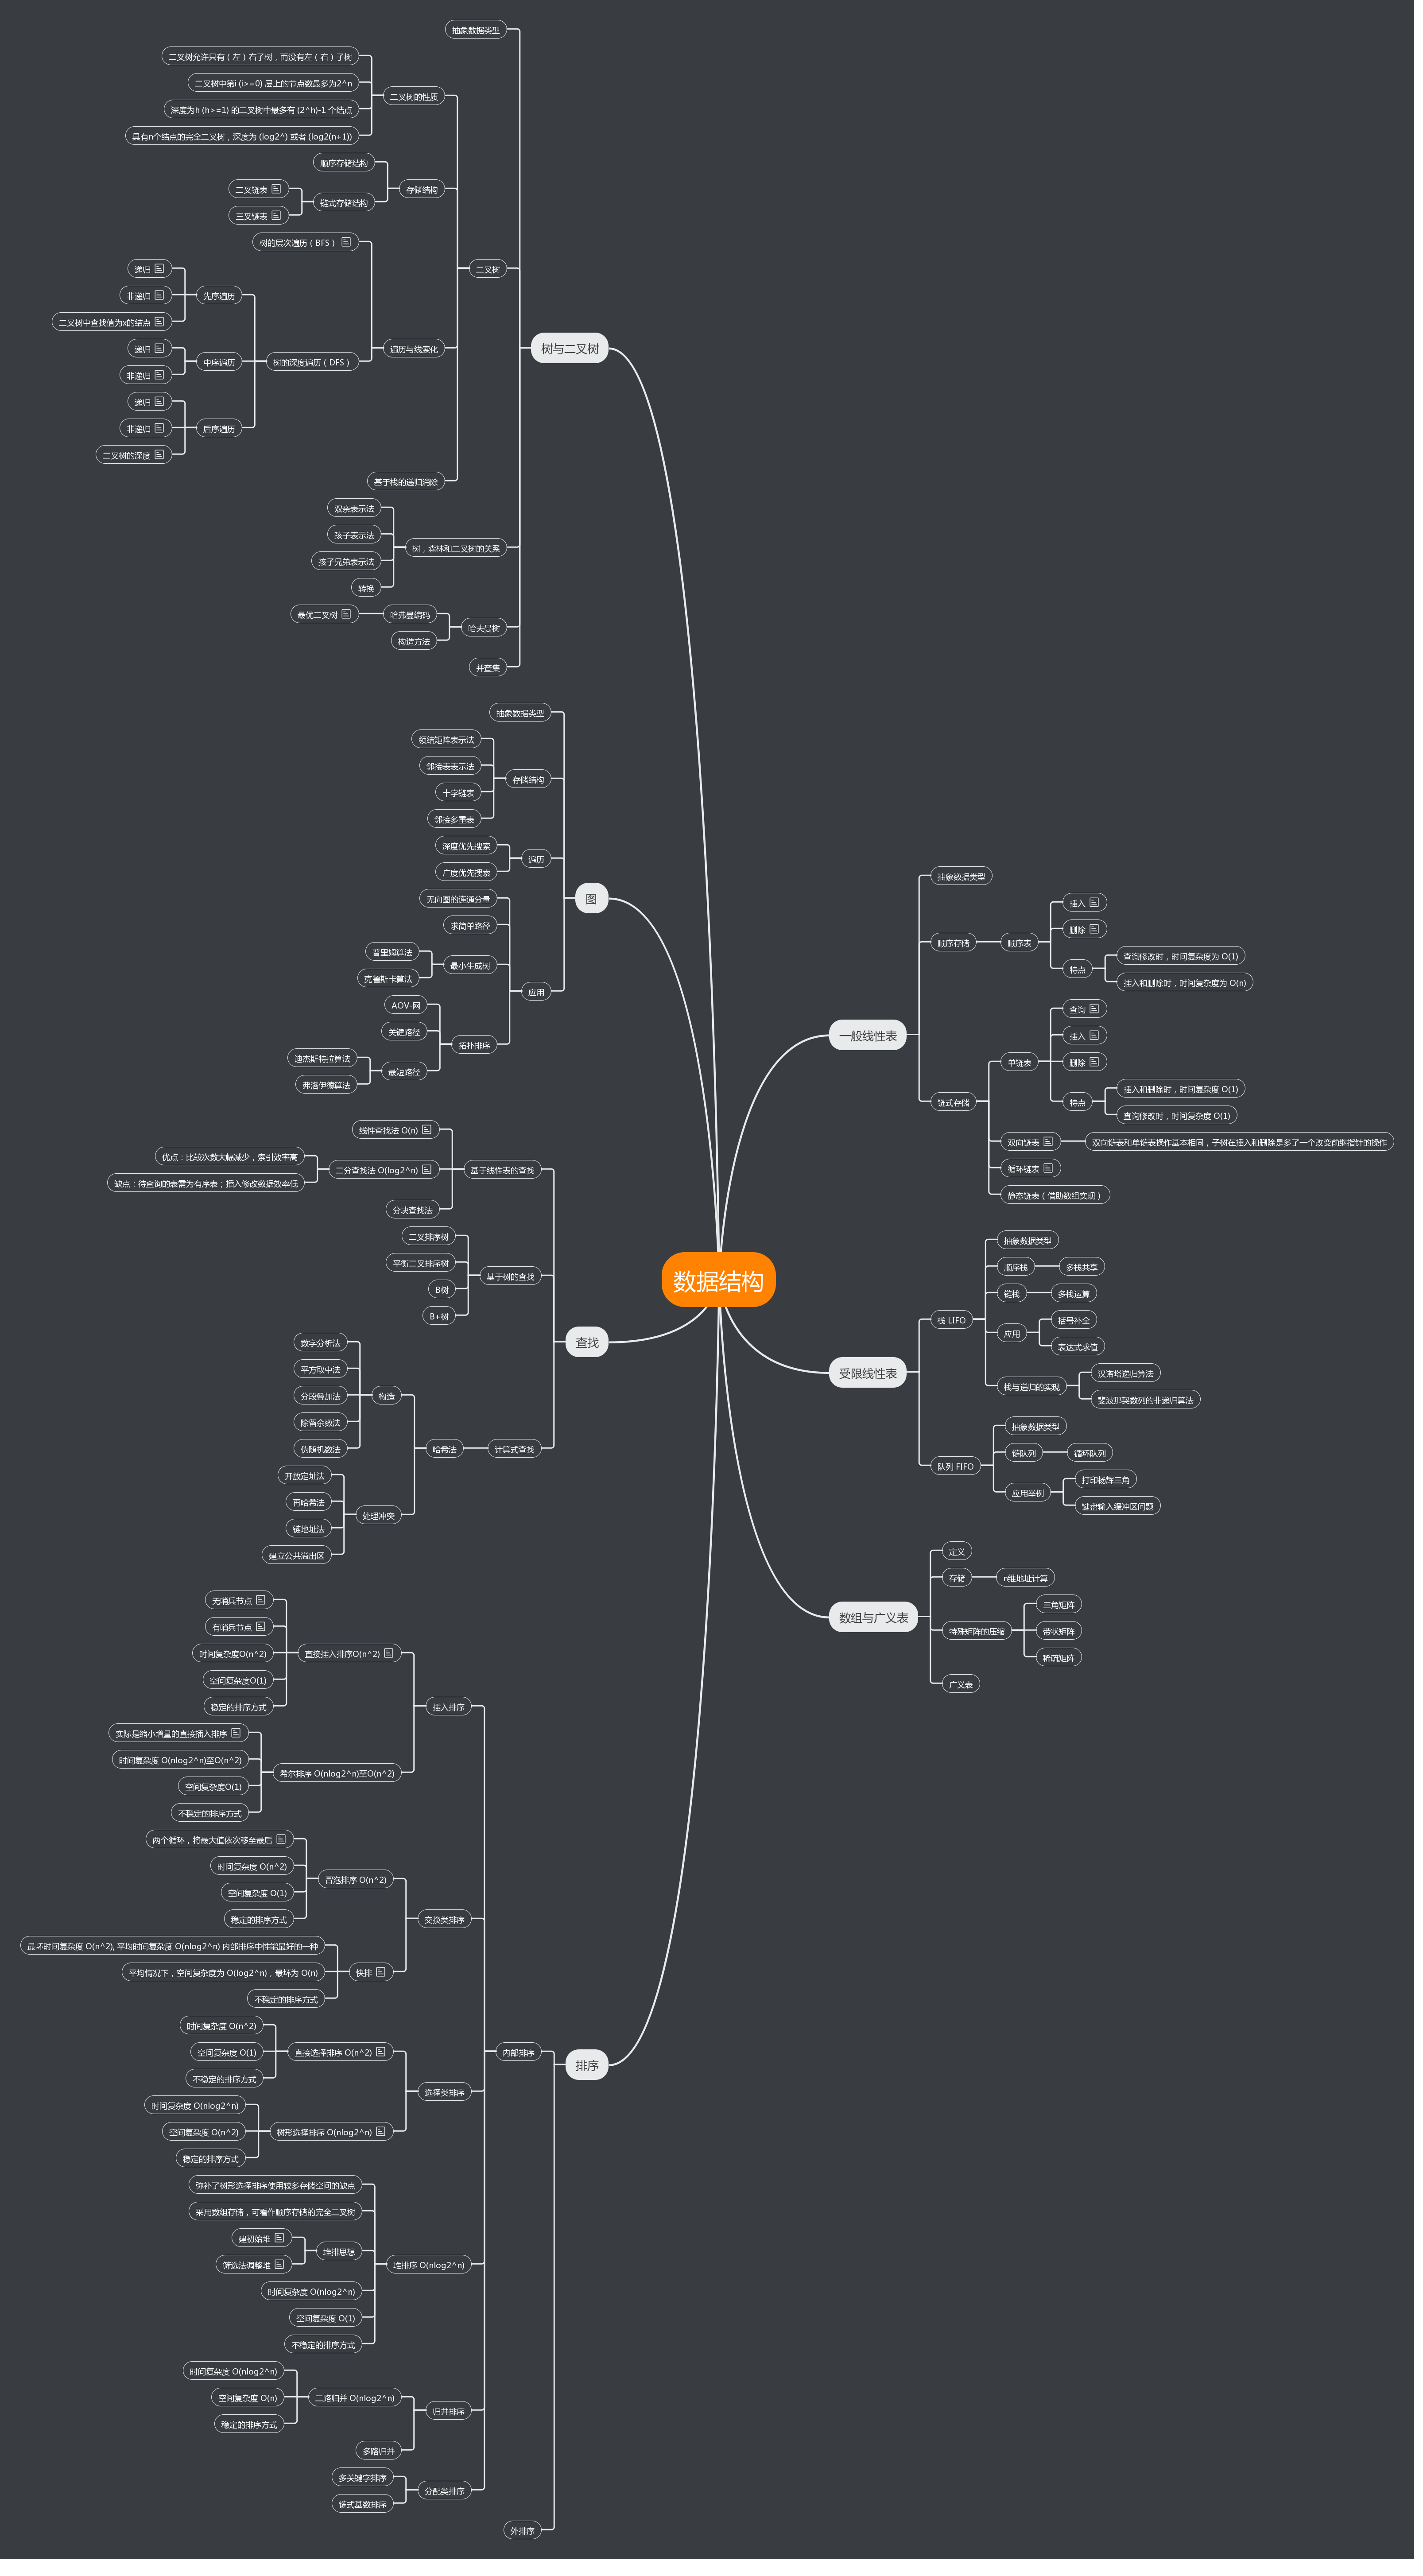 数据结构
一般线性表
抽象数据类型
顺序存储
顺序表
插入
删除
特点
查询修改时，时间复杂度为 O(1)
插入和删除时，时间复杂度为 O(n)
链式存储
单链表
查询
插入
删除
特点
插入和删除时，时间复杂度 O(1)
查询修改时，时间复杂度 O(1)
双向链表
双向链表和单链表操作基本相同，子树在插入和删除是多了一个改变前继指针的操作
循环链表
静态链表（借助数组实现）
受限线性表
栈 LIFO
抽象数据类型
顺序栈
多栈共享
链栈
多栈运算
应用
括号补全
表达式求值
栈与递归的实现
汉诺塔递归算法
斐波那契数列的非递归算法
队列 FIFO
抽象数据类型
链队列
循环队列
应用举例
打印杨挥三角
键盘输入缓冲区问题
数组与广义表
定义
存储
n维地址计算
特殊矩阵的压缩
三角矩阵
带状矩阵
稀疏矩阵
广义表
树与二叉树
抽象数据类型
二叉树
二叉树的性质
二叉树允许只有（左）右子树，而没有左（右）子树
二叉树中第i (i>=0) 层上的节点数最多为2^n
深度为h (h>=1) 的二叉树中最多有 (2^h)-1 个结点
具有n个结点的完全二叉树，深度为 (log2^) 或者 (log2(n+1))
存储结构
顺序存储结构
链式存储结构
二叉链表
三叉链表
遍历与线索化
树的层次遍历（BFS）
树的深度遍历（DFS）
先序遍历
递归
非递归
二叉树中查找值为x的结点
中序遍历
递归
非递归
后序遍历
递归
非递归
二叉树的深度
基于栈的递归消除
树，森林和二叉树的关系
双亲表示法
孩子表示法
孩子兄弟表示法
转换
哈夫曼树
哈弗曼编码
最优二叉树
构造方法
并查集
图
抽象数据类型
存储结构
领结矩阵表示法
邻接表表示法
十字链表
邻接多重表
遍历
深度优先搜索
广度优先搜索
应用
无向图的连通分量
求简单路径
最小生成树
普里姆算法
克鲁斯卡算法
拓扑排序
AOV-网
关键路径
最短路径
迪杰斯特拉算法
弗洛伊德算法
查找
基于线性表的查找
线性查找法 O(n)
二分查找法 O(log2^n)
优点：比较次数大幅减少，索引效率高
缺点：待查询的表需为有序表；插入修改数据效率低
分块查找法
基于树的查找
二叉排序树
平衡二叉排序树
B树
B+树
计算式查找
哈希法
构造
数字分析法
平方取中法
分段叠加法
除留余数法
伪随机数法
处理冲突
开放定址法
再哈希法
链地址法
建立公共溢出区
排序
内部排序
插入排序
直接插入排序O(n^2)
无哨兵节点
有哨兵节点
时间复杂度O(n^2)
空间复杂度O(1)
稳定的排序方式
希尔排序 O(nlog2^n)至O(n^2)
实际是缩小增量的直接插入排序
时间复杂度 O(nlog2^n)至O(n^2)
空间复杂度O(1)
不稳定的排序方式
交换类排序
冒泡排序 O(n^2)
两个循环，将最大值依次移至最后
时间复杂度 O(n^2)
空间复杂度 O(1)
稳定的排序方式
快排
最坏时间复杂度 O(n^2), 平均时间复杂度 O(nlog2^n) 内部排序中性能最好的一种
平均情况下，空间复杂度为 O(log2^n)，最坏为 O(n)
不稳定的排序方式
选择类排序
直接选择排序 O(n^2)
时间复杂度 O(n^2)
空间复杂度 O(1)
不稳定的排序方式
树形选择排序 O(nlog2^n)
时间复杂度 O(nlog2^n)
空间复杂度 O(n^2)
稳定的排序方式
堆排序 O(nlog2^n)
弥补了树形选择排序使用较多存储空间的缺点
采用数组存储，可看作顺序存储的完全二叉树
堆排思想
建初始堆
筛选法调整堆
时间复杂度 O(nlog2^n)
空间复杂度 O(1)
不稳定的排序方式
归并排序
二路归并 O(nlog2^n)
时间复杂度 O(nlog2^n)
空间复杂度 O(n)
稳定的排序方式
多路归并
分配类排序
多关键字排序
链式基数排序
外排序